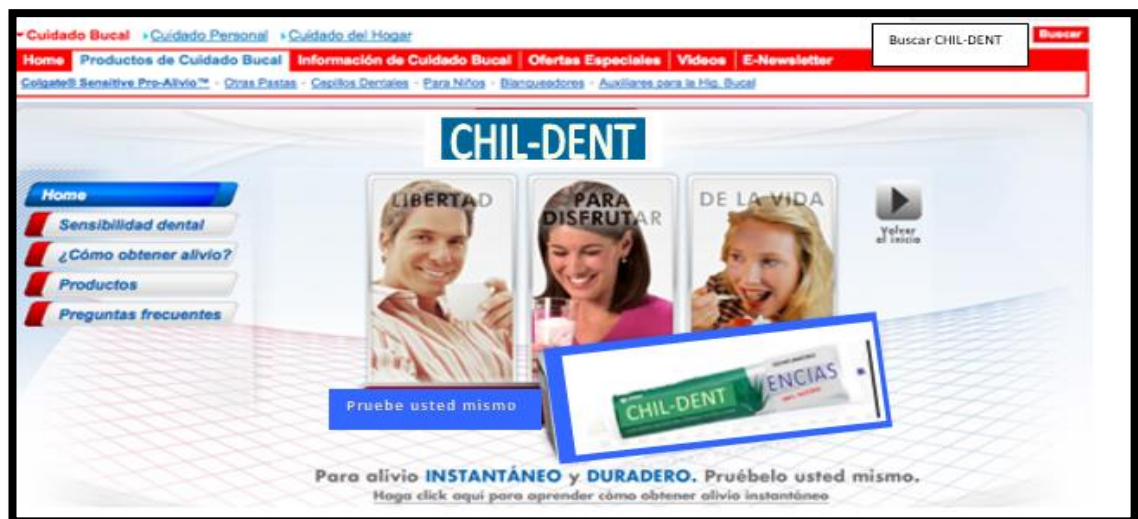 Cuidado Bucal Cuidado Personal Cuidado del Hogar
Buscar CHIL-DENT
Buscar
Home Productos de Cuidado Bucal Información de Cuidado Bucal Ofertas Especiales Videos E-Newsletter
Colgate® Sensitive Pro-Alivio™ - Otras Pastas - Cepillos Dentales - Para Niños - Blanqueadores - Auxiliares para la Hig. Bucal
CHIL-DENT
LIBERTAD
PARA DISFRUTAR
DE LA VIDA
Volver
al inicio
Home
Sensibilidad dental
¿Cómo obtener alivio?
Productos
Preguntas frecuentes
Pruebe usted mismo
CHIL-DENT
ENCIAS
Para alivio INSTANTÁNEO y DURADERO. Pruébelo usted mismo.
Haga click aquí para aprender cómo obtener alivio instantáneo